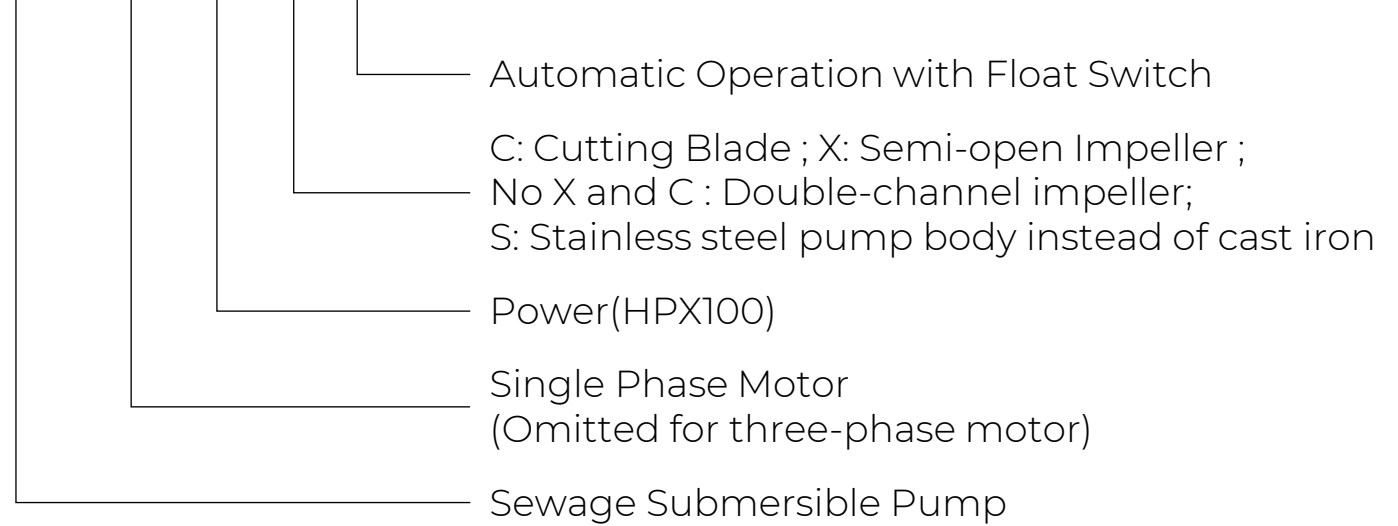 Automatic Operation with Float Switch
C: Cutting Blade ; X: Semi-open Impeller ;
No X and C : Double-channel impeller;
S: Stainless steel pump body instead of cast iron
Power(HPX100)
Single Phase Motor
(Omitted for three-phase motor)
Sewage Submersible Pump